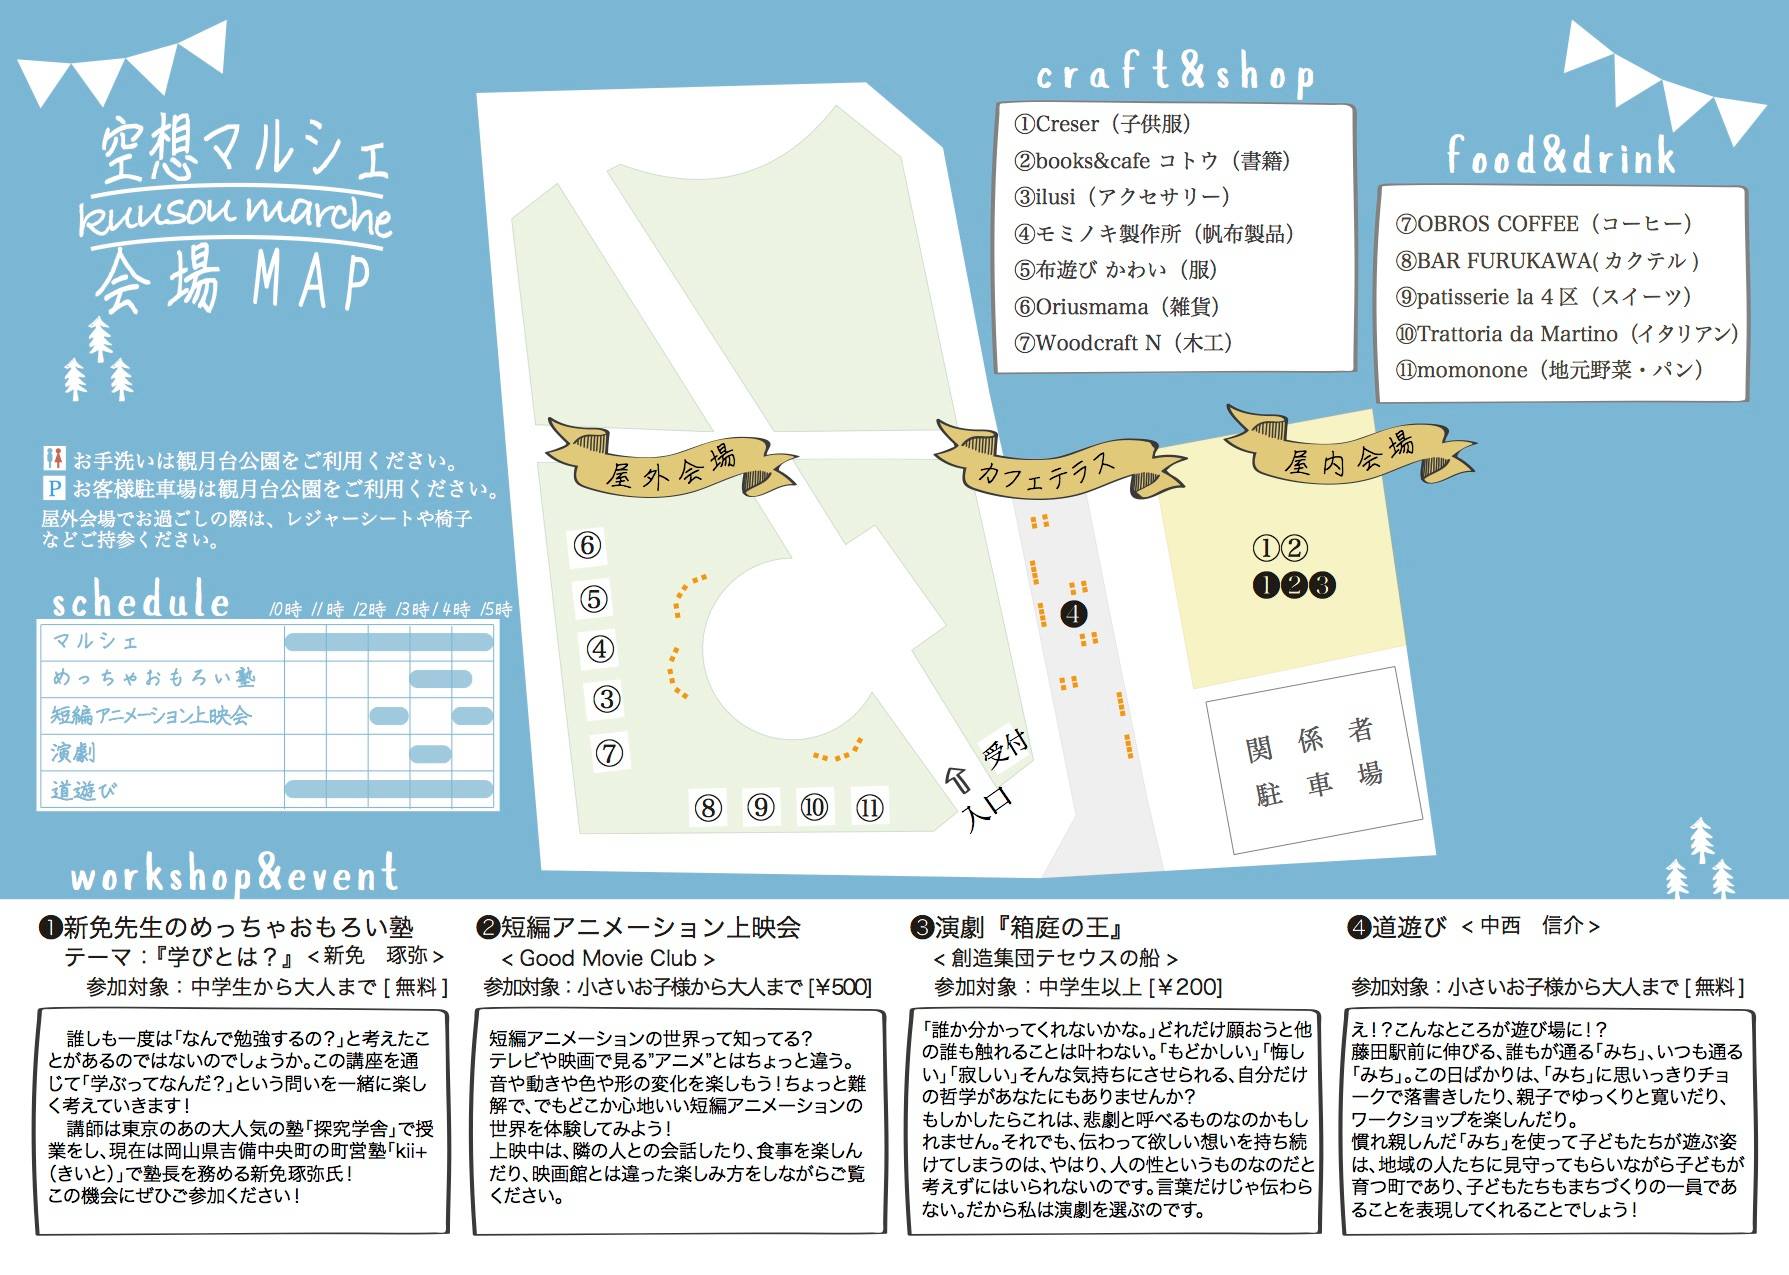 空想マルシェ
kuusou marche
会場 MAP
お手洗いは観月台公園をご利用ください。
P お客様駐車場は観月台公園をご利用ください。
屋外会場でお過ごしの際は、レジャーシートや椅子
などご持参ください。
schedule
10時 11時 12時 13時 14時 15時
マルシェ
めっちゃおもろい塾
短編アニメーション上映会
演劇
道遊び
craft&shop
①Creser（子供服）
②books&cafe コトウ（書籍）
③ilusi（アクセサリー）
④モミノキ製作所（帆布製品）
⑤布遊び かわい（服）
⑥Oriusmama（雑貨）
⑦Woodcraft N（木工）
food&drink
⑦OBROS COFFEE（コーヒー）
⑧BAR FURUKAWA( カクテル )
⑨patisserie la 4 区（スイーツ）
⑩Trattoria da Martino（イタリアン）
⑪momonone（地元野菜・パン）
屋外会場
カフェテラス
屋内会場
⑥
⑤
④
③
⑦
⑧ ⑨ ⑩ ⑪
受付
入口
❹
①②
❶❷❸
関係者
駐車場
workshop&event
❶新免先生のめっちゃおもろい塾
テーマ：『学びとは？』＜新免　琢弥＞
参加対象：中学生から大人まで [ 無料 ]
誰しも一度は「なんで勉強するの？」と考えたこ
とがあるのではないのでしょうか。この講座を通
じて「学ぶってなんだ？」という問いを一緒に楽し
く考えていきます！
講師は東京のあの大人気の塾「探究学舎」で授
業をし、現在は岡山県吉備中央町の町営塾「kii+
（きいと）」で塾長を務める新免琢弥氏！
この機会にぜひご参加ください！
❷短編アニメーション上映会
＜Good Movie Club＞
参加対象：小さいお子様から大人まで [￥500]
短編アニメーションの世界って知ってる？
テレビや映画で見る”アニメ”とはちょっと違う。
音や動きや色や形の変化を楽しもう！ちょっと難
解で、でもどこか心地いい短編アニメーションの
世界を体験してみよう！
上映中は、隣の人との会話したり、食事を楽しん
だり、映画館とは違った楽しみ方をしながらご覧
ください。
❸演劇『箱庭の王』
＜創造集団テセウスの船＞
参加対象：中学生以上 [￥200]
「誰か分かってくれないかな。」どれだけ願おうと他
の誰も触れることは叶わない。「もどかしい」「悔し
い」「寂しい」そんな気持ちにさせられる、自分だけ
の哲学があなたにもありませんか？
もしかしたらこれは、悲劇と呼べるものなのかもし
れません。それでも、伝わって欲しい想いを持ち続
けてしまうのは、やはり、人の性というものなのだと
考えずにはいられないのです。言葉だけじゃ伝わら
ない。だから私は演劇を選ぶのです。
❹道遊び ＜中西　信介＞
参加対象：小さいお子様から大人まで [ 無料 ]
え！？こんなところが遊び場に！？
藤田駅前に伸びる、誰もが通る「みち」、いつも通る
「みち」。この日ばかりは、「みち」に思いっきりチョ
ークで落書きしたり、親子でゆっくりと寛いだり、
ワークショップを楽しんだり。
慣れ親しんだ「みち」を使って子どもたちが遊ぶ姿
は、地域の人たちに見守ってもらいながら子どもが
育つ町であり、子どもたちもまちづくりの一員であ
ることを表現してくれることでしょう！